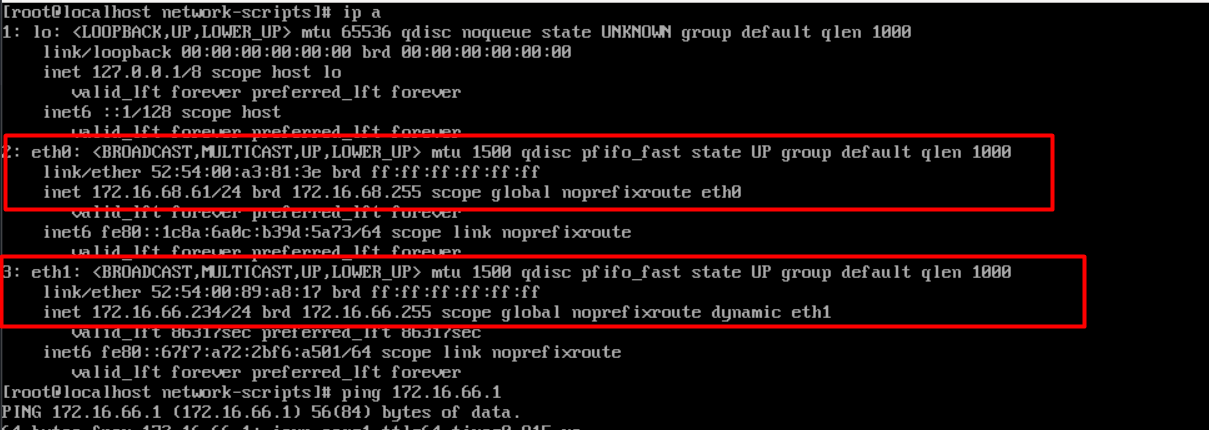 [root@localhost network-scripts]# ip a
1: lo: <LOOPBACK,UP,LOWER_UP> mtu 65536 qdisc noqueue state UNKNOWN group default qlen 1000
link/loopback 00:00:00:00:00:00 brd 00:00:00:00:00:00
inet 127.0.0.1/8 scope host lo
valid_lft forever preferred_lft forever
inet6 ::1/128 scope host
valid_lft forever preferred_lft forever
2: eth0: <BROADCAST,MULTICAST,UP,LOWER_UP> mtu 1500 qdisc pfifo_fast state UP group default qlen 1000
link/ether 52:54:00:a3:81:3e brd ff:ff:ff:ff:ff:ff
inet 172.16.68.61/24 brd 172.16.68.255 scope global noprefixroute eth0
valid_lft forever preferred_lft forever
inet6 fe80::1c8a:6a0c:b39d:5a73/64 scope link noprefixroute
valid_lft forever preferred_lft forever
3: eth1: <BROADCAST,MULTICAST,UP,LOWER_UP> mtu 1500 qdisc pfifo_fast state UP group default qlen 1000
link/ether 52:54:00:89:a8:17 brd ff:ff:ff:ff:ff:ff
inet 172.16.66.234/24 brd 172.16.66.255 scope global noprefixroute dynamic eth1
valid_lft 86317sec preferred_lft 86317sec
inet6 fe80::67f7:a72:2bf6:a501/64 scope link noprefixroute
valid_lft forever preferred_lft forever
[root@localhost network-scripts]# ping 172.16.66.1
PING 172.16.66.1 (172.16.66.1) 56(84) bytes of data.
64 bytes from 172.16.66.1: